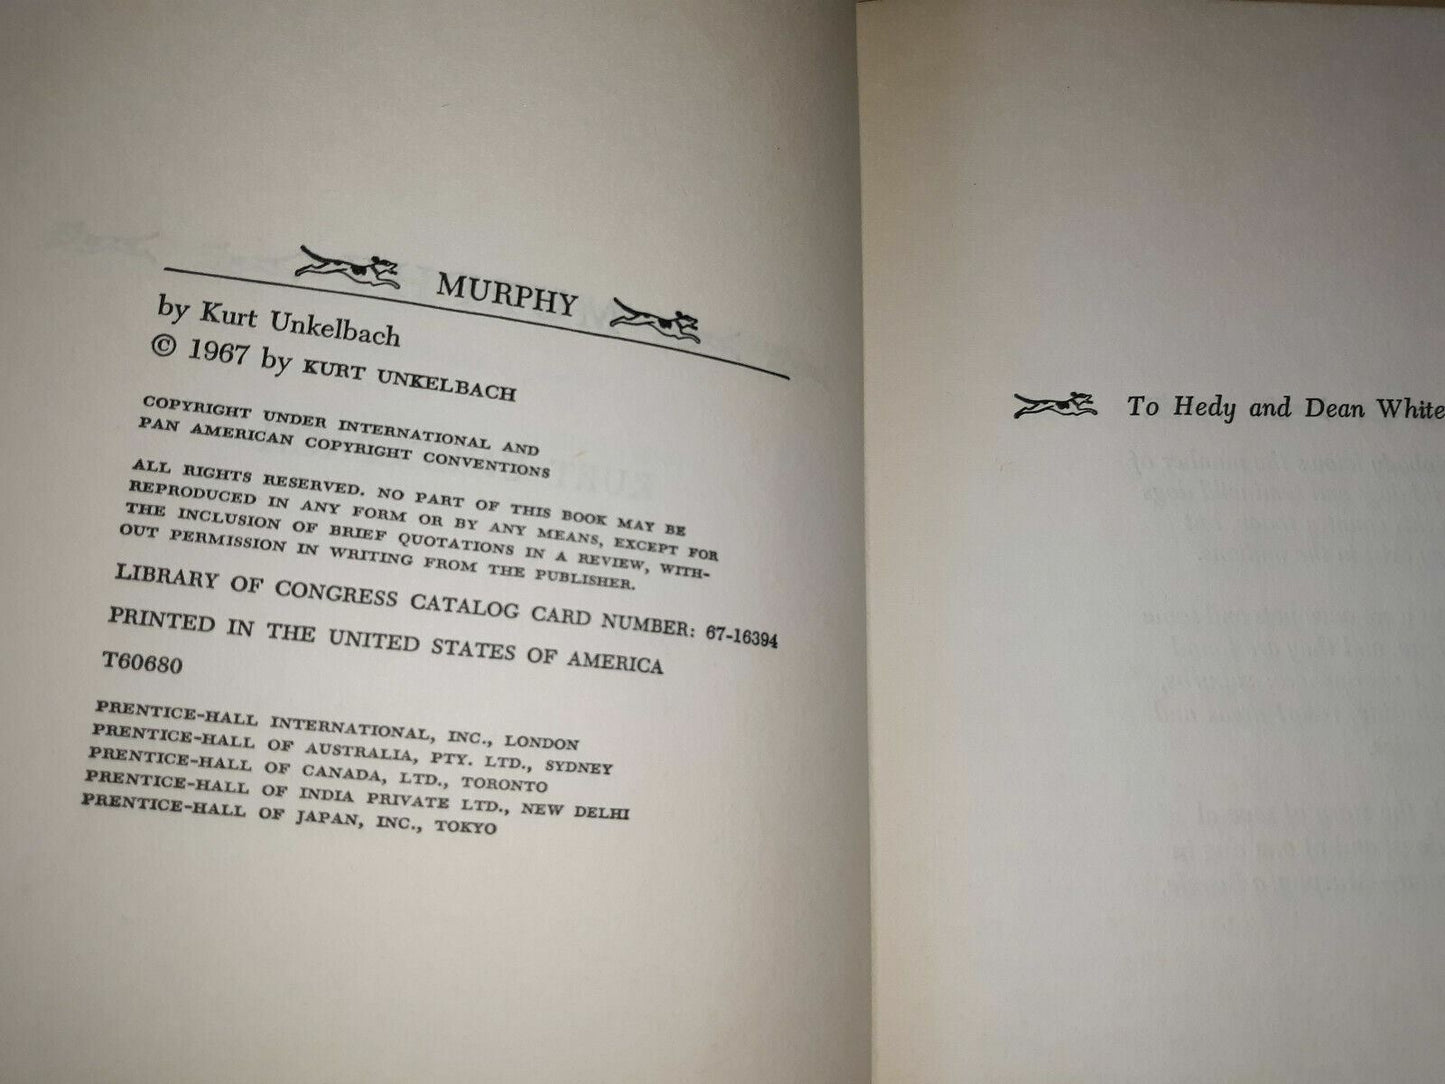 MURPHY
by Kurt Unkelbach
© 1967 by KURT UNKELBACH
COPYRIGHT UNDER INTERNATIONAL AND
PAN AMERICAN COPYRIGHT CONVENTIONS
ALL RIGHTS RESERVED. NO PART OF THIS BOOK MAY BE
REPRODUCED IN ANY FORM OR BY ANY MEANS, EXCEPT FOR
THE INCLUSION OF BRIEF QUOTATIONS IN A REVIEW, WITH-
OUT PERMISSION IN WRITING FROM THE PUBLISHER.
LIBRARY OF CONGRESS CATALOG CARD NUMBER: 67-16394
PRINTED IN THE UNITED STATES OF AMERICA
T60680
PRENTICE-HALL INTERNATIONAL, INC., LONDON
PRENTICE-HALL OF AUSTRALIA, PTY. LTD., SYDNEY
PRENTICE-HALL OF CANADA, LTD., TORONTO
PRENTICE-HALL OF INDIA PRIVATE LTD., NEW DELHI
PRENTICE-HALL OF JAPAN, INC., TOKYO
To Hedy and Dean White